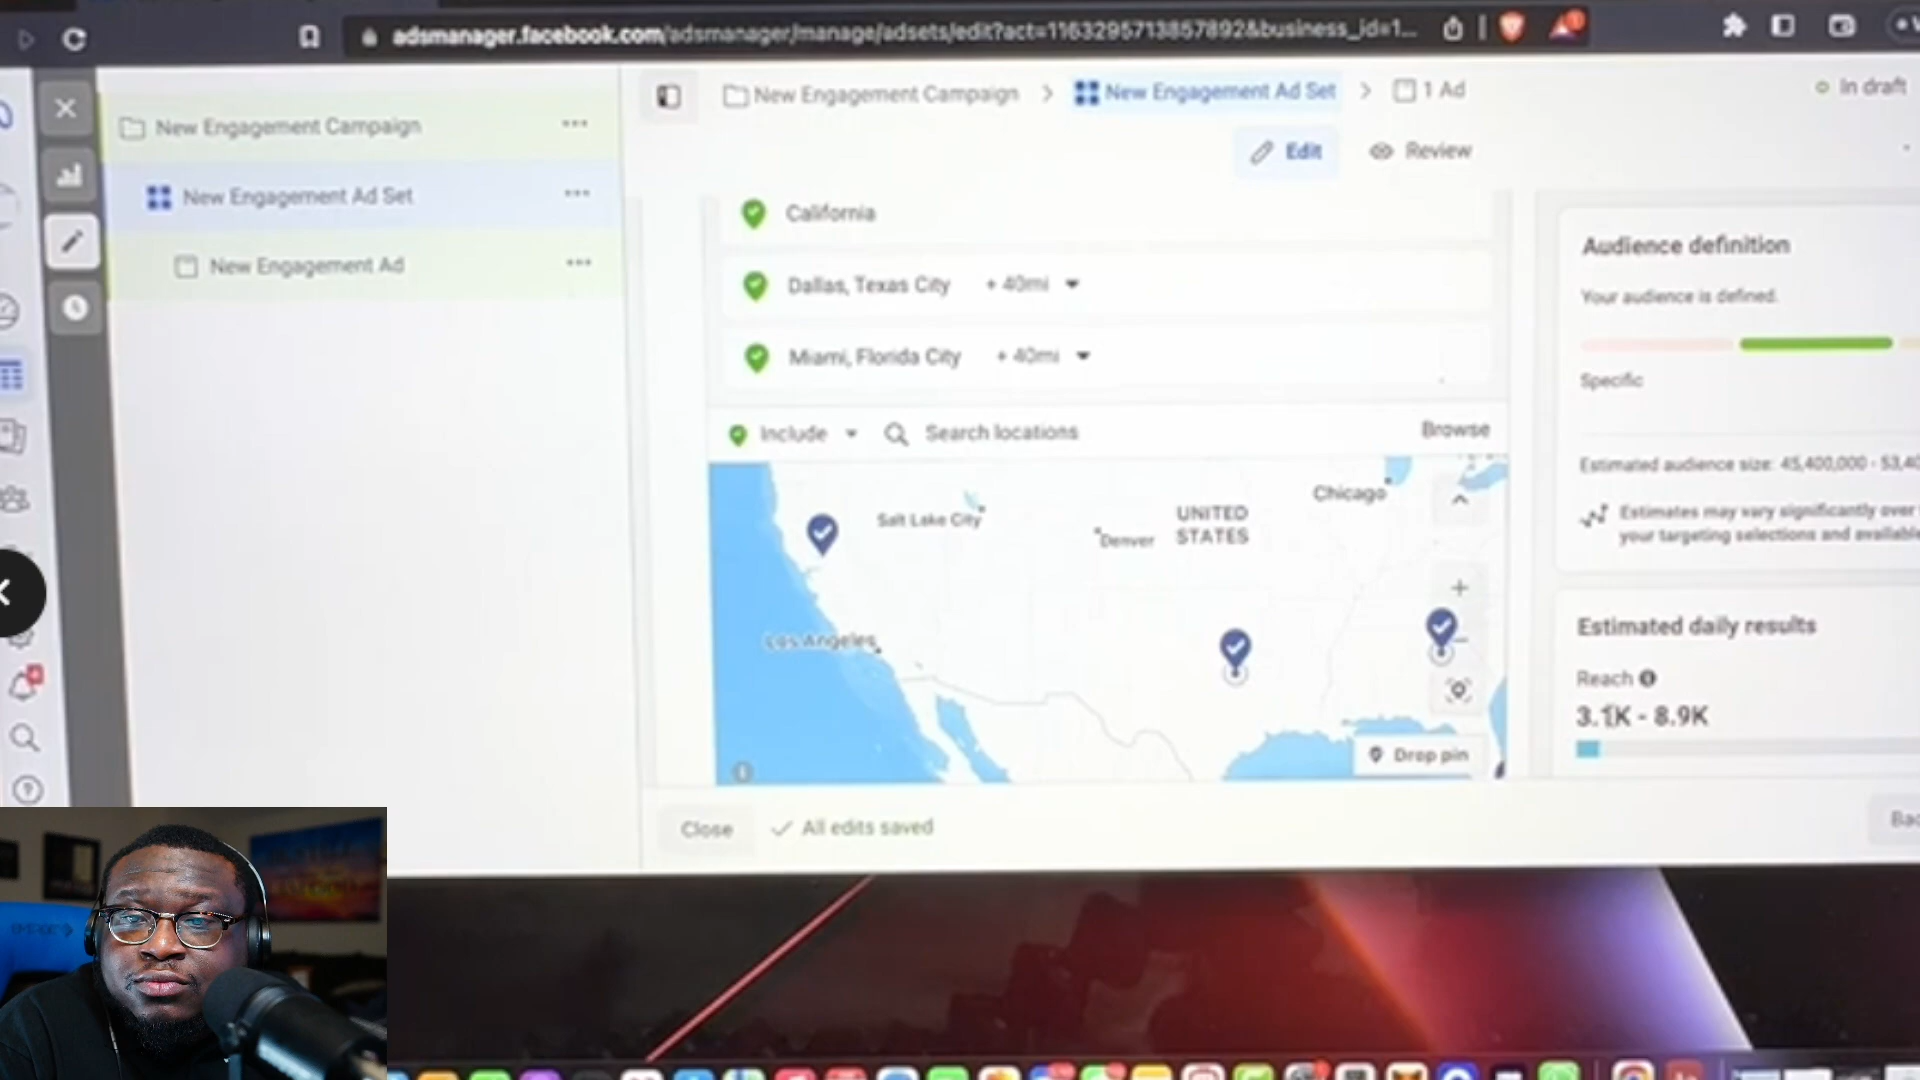 adsmanager.facebook.com/adsmanager/manage/adsets/edit?act=1163295713857892&business_id=1...
New Engagement Campaign
New Engagement Ad Set
New Engagement Ad
New Engagement Campaign > New Engagement Ad Set > 1 Ad
In draft
Edit
Review
California
Dallas, Texas City + 40mi
Miami, Florida City + 40mi
Include
Search locations
Browse
Chicago
Salt Lake City
Denver
UNITED
STATES
Los Angeles
Drop pin
Audience definition
Your audience is defined.
Specific
Estimated audience size: 45,400,000 - 53,40
Estimates may vary significantly over
your targeting selections and available
Estimated daily results
Reach
3.1K - 8.9K
Close
All edits saved
Bac